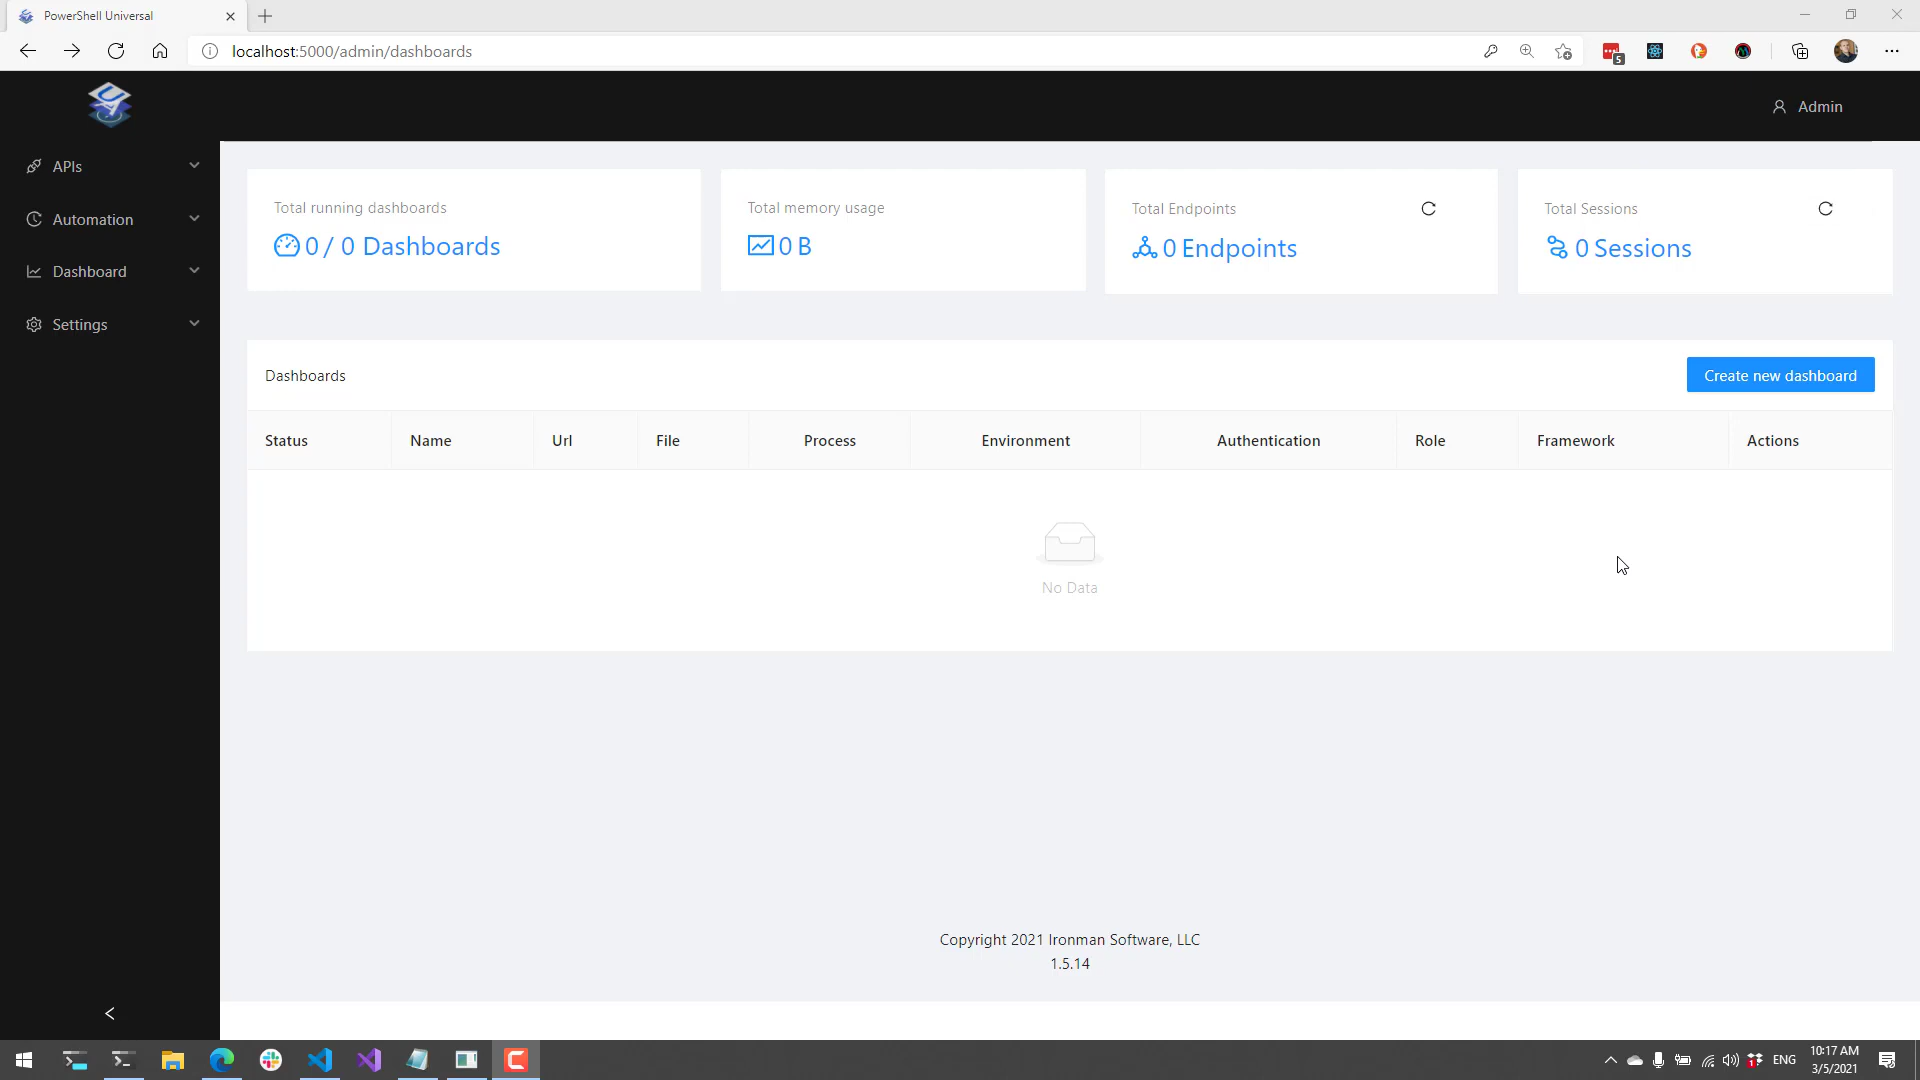 PowerShell Universal
localhost:5000/admin/dashboards
5
Admin
APIs
Automation
Dashboard
Settings
Total running dashboards
0 / 0 Dashboards
Total memory usage
0 B
Total Endpoints
0 Endpoints
Total Sessions
0 Sessions
Dashboards
Create new dashboard
Status Name Url File Process Environment Authentication Role Framework Actions
No Data
Copyright 2021 Ironman Software, LLC
1.5.14
ENG
10:17 AM
3/5/2021